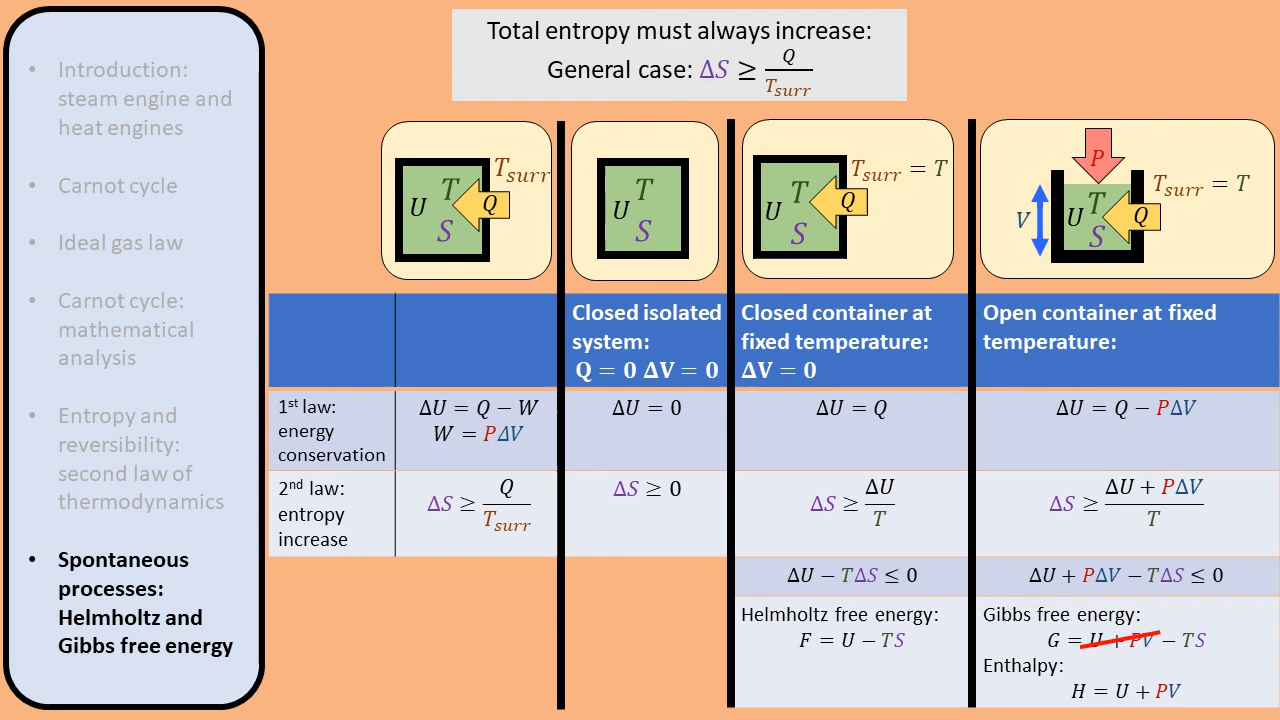 • Introduction:
steam engine and
heat engines
• Carnot cycle
• Ideal gas law
• Carnot cycle:
mathematical
analysis
• Entropy and
reversibility:
second law of
thermodynamics
• Spontaneous
processes:
Helmholtz and
Gibbs free energy
Total entropy must always increase:
General case: ΔS ≥ Q/T_surr
T_surr
T
U
Q
S
T
U
S
T_surr = T
T
U
Q
S
P
T_surr = T
V
T
U
Q
S
Closed isolated
system:
Q = 0 ΔV = 0
Closed container at
fixed temperature:
ΔV = 0
Open container at fixed
temperature:
1st law:
energy
conservation
ΔU = Q − W
W = PΔV
ΔU = 0
ΔU = Q
ΔU = Q − PΔV
2nd law:
entropy
increase
ΔS ≥ Q/T_surr
ΔS ≥ 0
ΔS ≥ ΔU/T
ΔS ≥ (ΔU + PΔV)/T
ΔU − TΔS ≤ 0
ΔU + PΔV − TΔS ≤ 0
Helmholtz free energy:
F = U − TS
Gibbs free energy:
G = U + PV − TS
Enthalpy:
H = U + PV